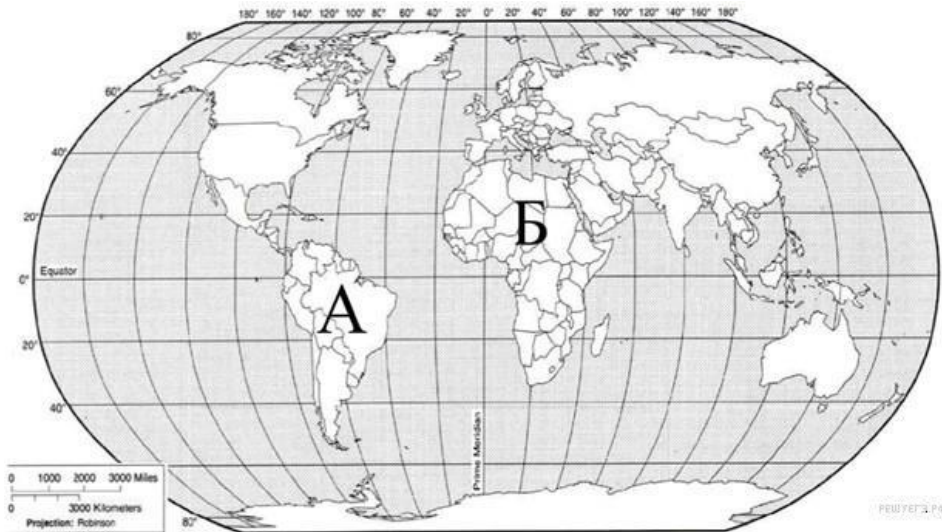 180° 160° 140° 120° 100° 80° 60° 40° 20° 0° 20° 40° 60° 80° 100° 120° 140° 160° 180°
80°
60°
40°
20°
Б
Equator
0°
А
20°
40°
Prime Meridian
0 1000 2000 3000 Miles
0 3000 Kilometers
Projection: Robinson
80°